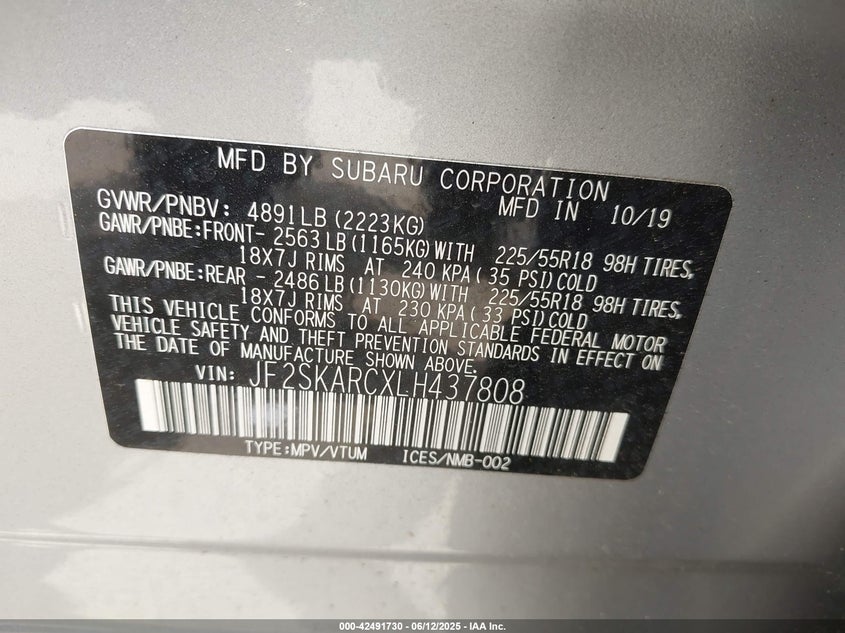 MFD BY SUBARU CORPORATION
MFD IN 10/19
GVWR/PNBV: 4891LB(2223KG)
GAWR/PNBE:FRONT- 2563LB(1165KG)WITH 225/55R18 98H TIRES,
18X7J RIMS AT 240 KPA( 35 PSI)COLD
GAWR/PNBE:REAR - 2486LB(1130KG)WITH 225/55R18 98H TIRES,
18X7J RIMS AT 230 KPA( 33 PSI)COLD
THIS VEHICLE CONFORMS TO ALL APPLICABLE FEDERAL MOTOR
VEHICLE SAFETY AND THEFT PREVENTION STANDARDS IN EFFECT ON
THE DATE OF MANUFACTURE SHOWN ABOVE.
VIN: JF2SKARCXLH437808
TYPE:MPV/VTUM ICES/NMB-002
000-42491730 - 06/12/2025 - IAA Inc.